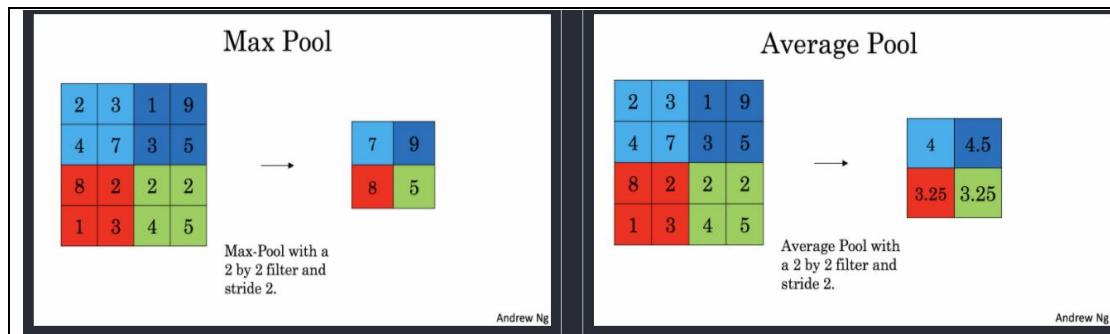 Max Pool
2 3 1 9
4 7 3 5
8 2 2 2
1 3 4 5
7 9
8 5
Max-Pool with a
2 by 2 filter and
stride 2.
Andrew Ng
Average Pool
2 3 1 9
4 7 3 5
8 2 2 2
1 3 4 5
4 4.5
3.25 3.25
Average Pool with
a 2 by 2 filter and
stride 2.
Andrew Ng